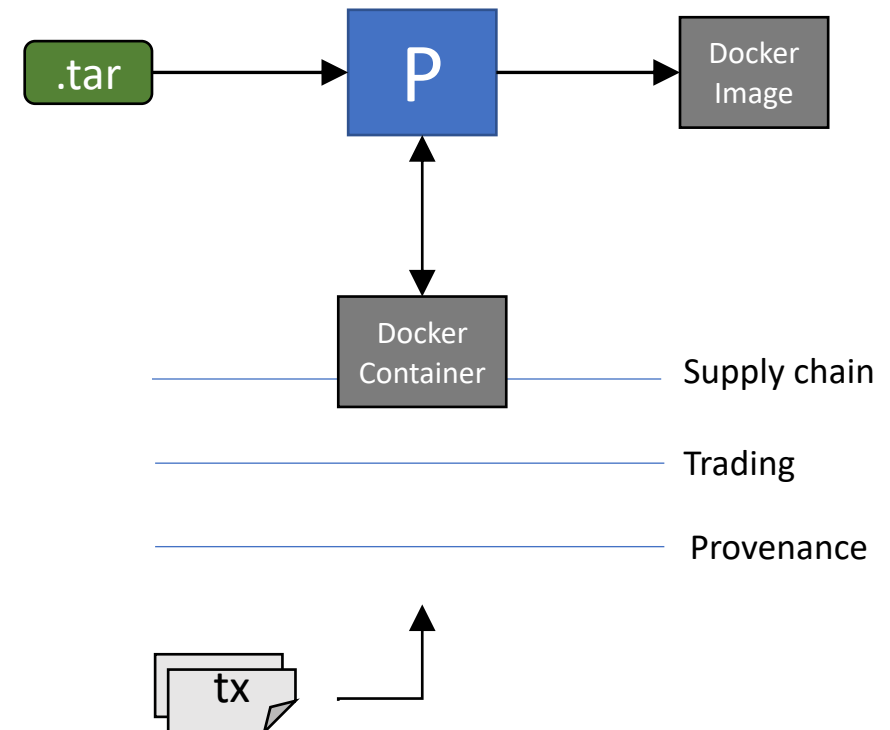 .tar
P
Docker
Image
Docker
Container
Supply chain
Trading
Provenance
tx